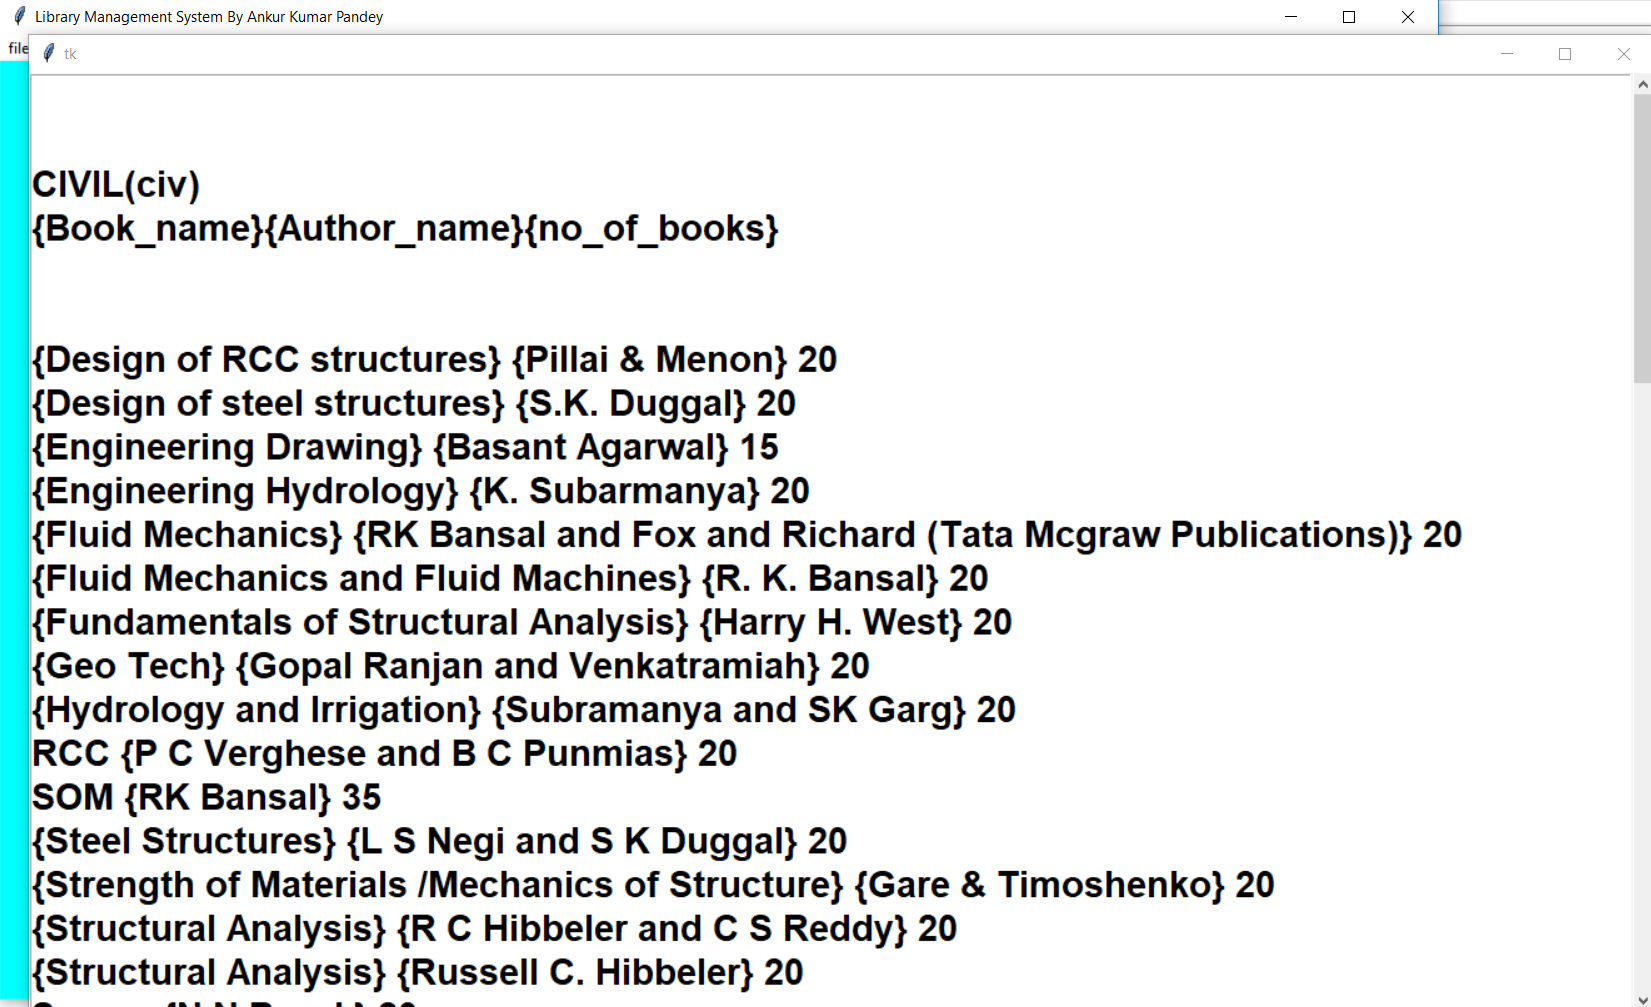 Library Management System By Ankur Kumar Pandey
file
tk
CIVIL(civ)
{Book_name}{Author_name}{no_of_books}
{Design of RCC structures} {Pillai & Menon} 20
{Design of steel structures} {S.K. Duggal} 20
{Engineering Drawing} {Basant Agarwal} 15
{Engineering Hydrology} {K. Subarmanya} 20
{Fluid Mechanics} {RK Bansal and Fox and Richard (Tata Mcgraw Publications)} 20
{Fluid Mechanics and Fluid Machines} {R. K. Bansal} 20
{Fundamentals of Structural Analysis} {Harry H. West} 20
{Geo Tech} {Gopal Ranjan and Venkatramiah} 20
{Hydrology and Irrigation} {Subramanya and SK Garg} 20
RCC {P C Verghese and B C Punmias} 20
SOM {RK Bansal} 35
{Steel Structures} {L S Negi and S K Duggal} 20
{Strength of Materials /Mechanics of Structure} {Gare & Timoshenko} 20
{Structural Analysis} {R C Hibbeler and C S Reddy} 20
{Structural Analysis} {Russell C. Hibbeler} 20